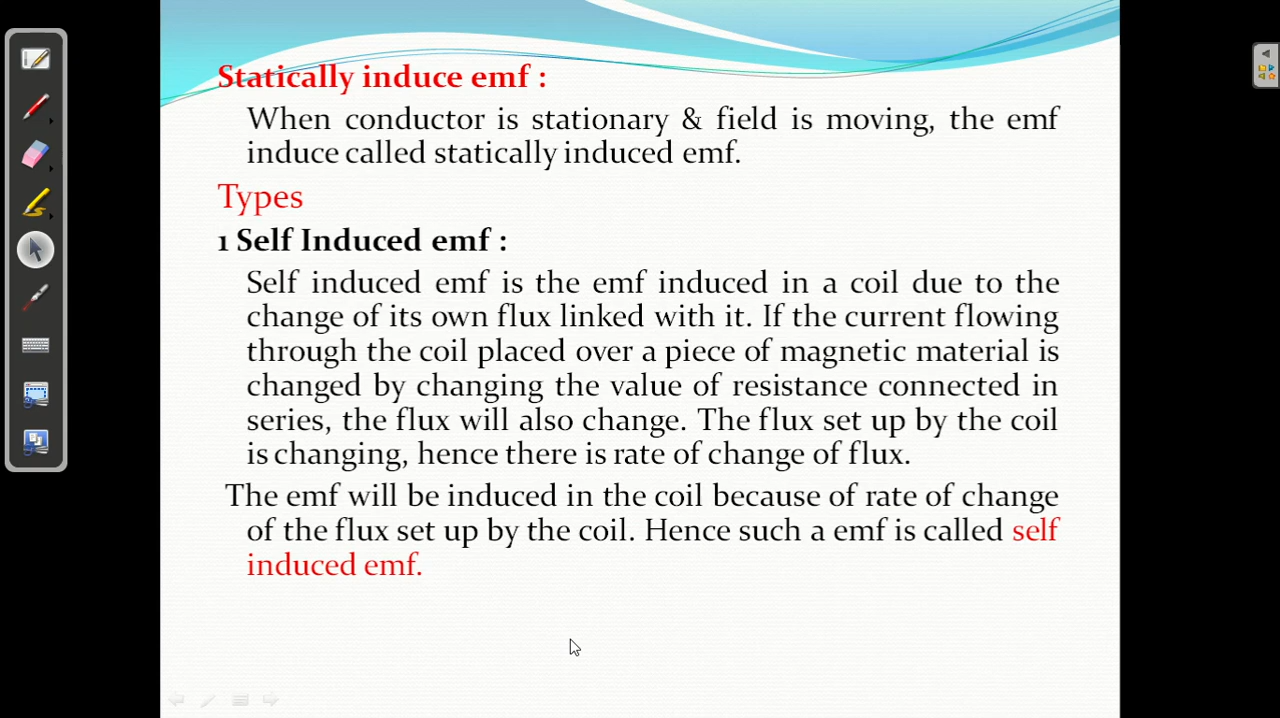 Statically induce emf :
When conductor is stationary & field is moving, the emf
induce called statically induced emf.
Types
1 Self Induced emf :
Self induced emf is the emf induced in a coil due to the
change of its own flux linked with it. If the current flowing
through the coil placed over a piece of magnetic material is
changed by changing the value of resistance connected in
series, the flux will also change. The flux set up by the coil
is changing, hence there is rate of change of flux.
The emf will be induced in the coil because of rate of change
of the flux set up by the coil. Hence such a emf is called self
induced emf.